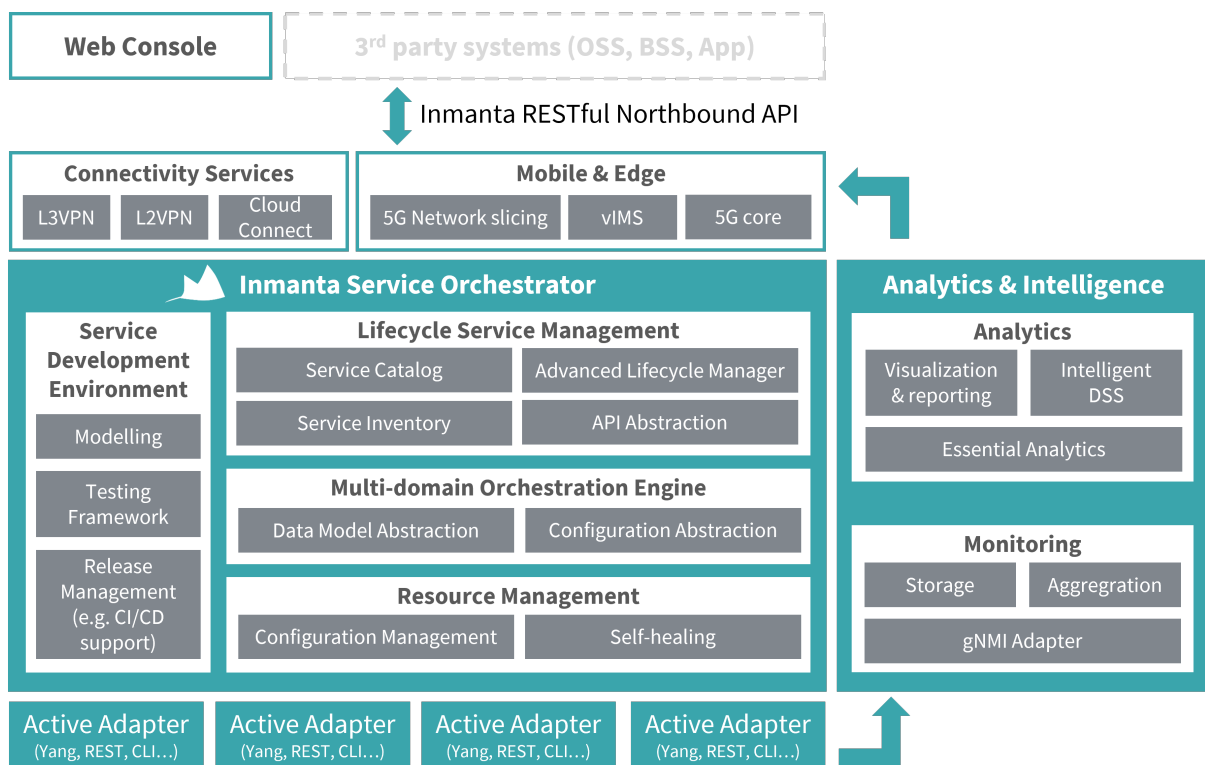 Web Console
3rd party systems (OSS, BSS, App)
Inmanta RESTful Northbound API
Connectivity Services
L3VPN
L2VPN
Cloud
Connect
Mobile & Edge
5G Network slicing
vIMS
5G core
Inmanta Service Orchestrator
Service
Development
Environment
Modelling
Testing
Framework
Release
Management
(e.g. CI/CD
support)
Lifecycle Service Management
Service Catalog
Advanced Lifecycle Manager
Service Inventory
API Abstraction
Multi-domain Orchestration Engine
Data Model Abstraction
Configuration Abstraction
Resource Management
Configuration Management
Self-healing
Analytics & Intelligence
Analytics
Visualization
& reporting
Intelligent
DSS
Essential Analytics
Monitoring
Storage
Aggregration
gNMI Adapter
Active Adapter
(Yang, REST, CLI...)
Active Adapter
(Yang, REST, CLI...)
Active Adapter
(Yang, REST, CLI...)
Active Adapter
(Yang, REST, CLI...)